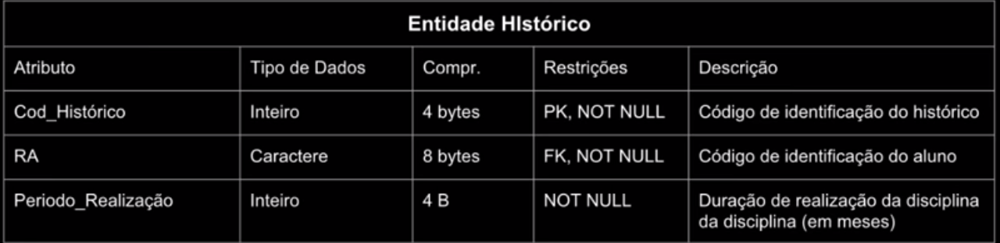 Entidade HIstórico
Atributo Tipo de Dados Compr. Restrições Descrição
Cod_Histórico Inteiro 4 bytes PK, NOT NULL Código de identificação do histórico
RA Caractere 8 bytes FK, NOT NULL Código de identificação do aluno
Periodo_Realização Inteiro 4 B NOT NULL Duração de realização da disciplina
da disciplina (em meses)